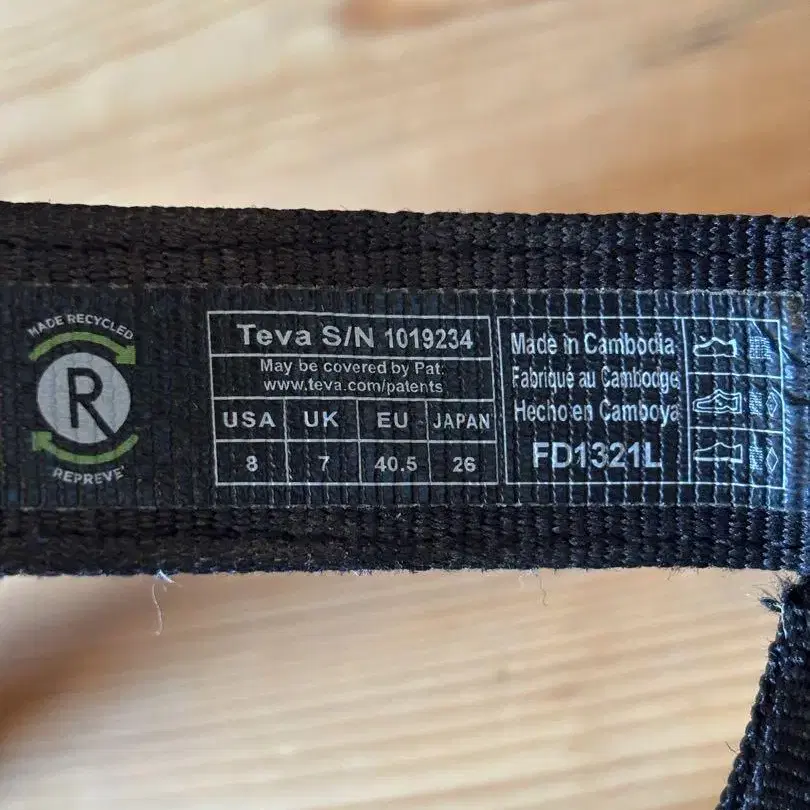 MADE RECYCLED
R
REPREVE®
Teva S/N 1019234
May be covered by Pat:
www.teva.com/patents
USA UK EU JAPAN
8 7 40.5 26
Made in Cambodia
Fabriqué au Cambodge
Hecho en Camboya
FD1321L